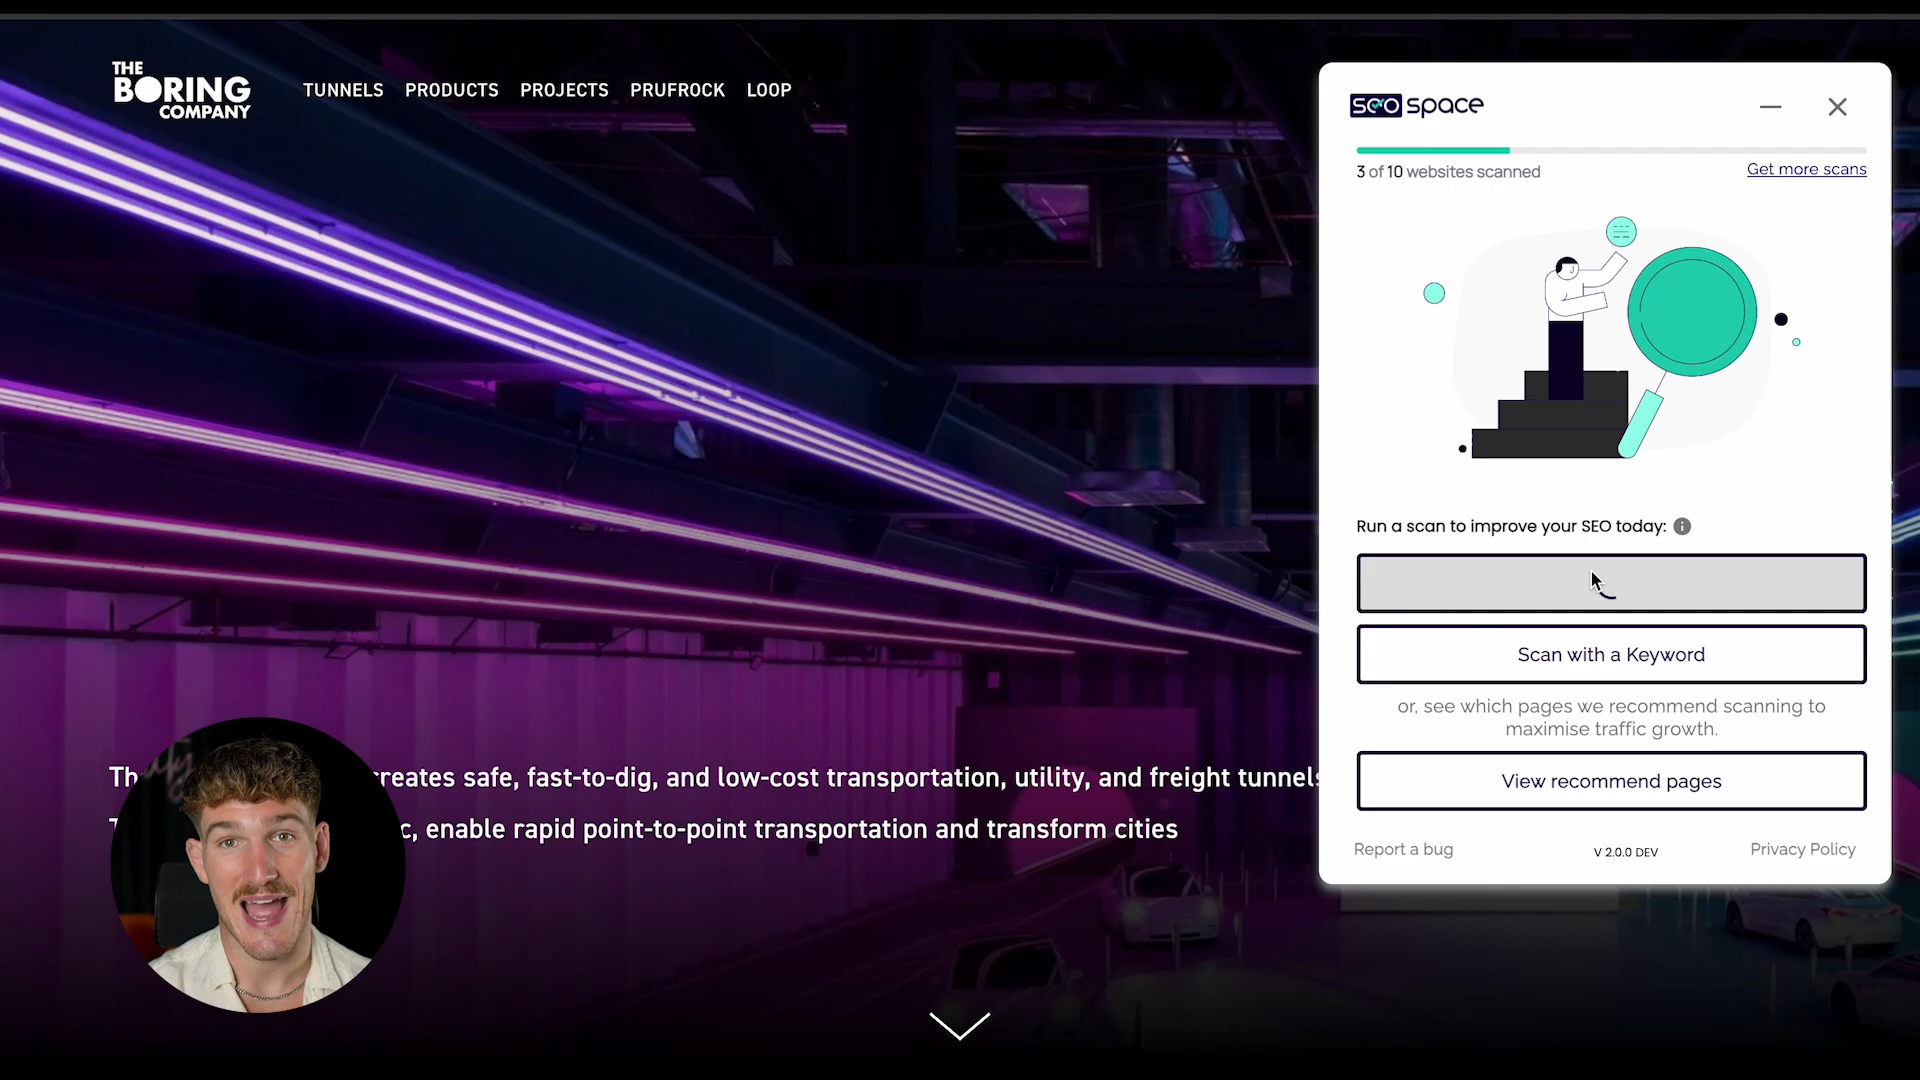 THE
BORING
COMPANY
TUNNELS PRODUCTS PROJECTS PRUFROCK LOOP
seo space
3 of 10 websites scanned
Get more scans
Run a scan to improve your SEO today:
Scan with a Keyword
or, see which pages we recommend scanning to
maximise traffic growth.
View recommend pages
Report a bug
V 2.0.0 DEV
Privacy Policy
creates safe, fast-to-dig, and low-cost transportation, utility, and freight tunnels
enable rapid point-to-point transportation and transform cities